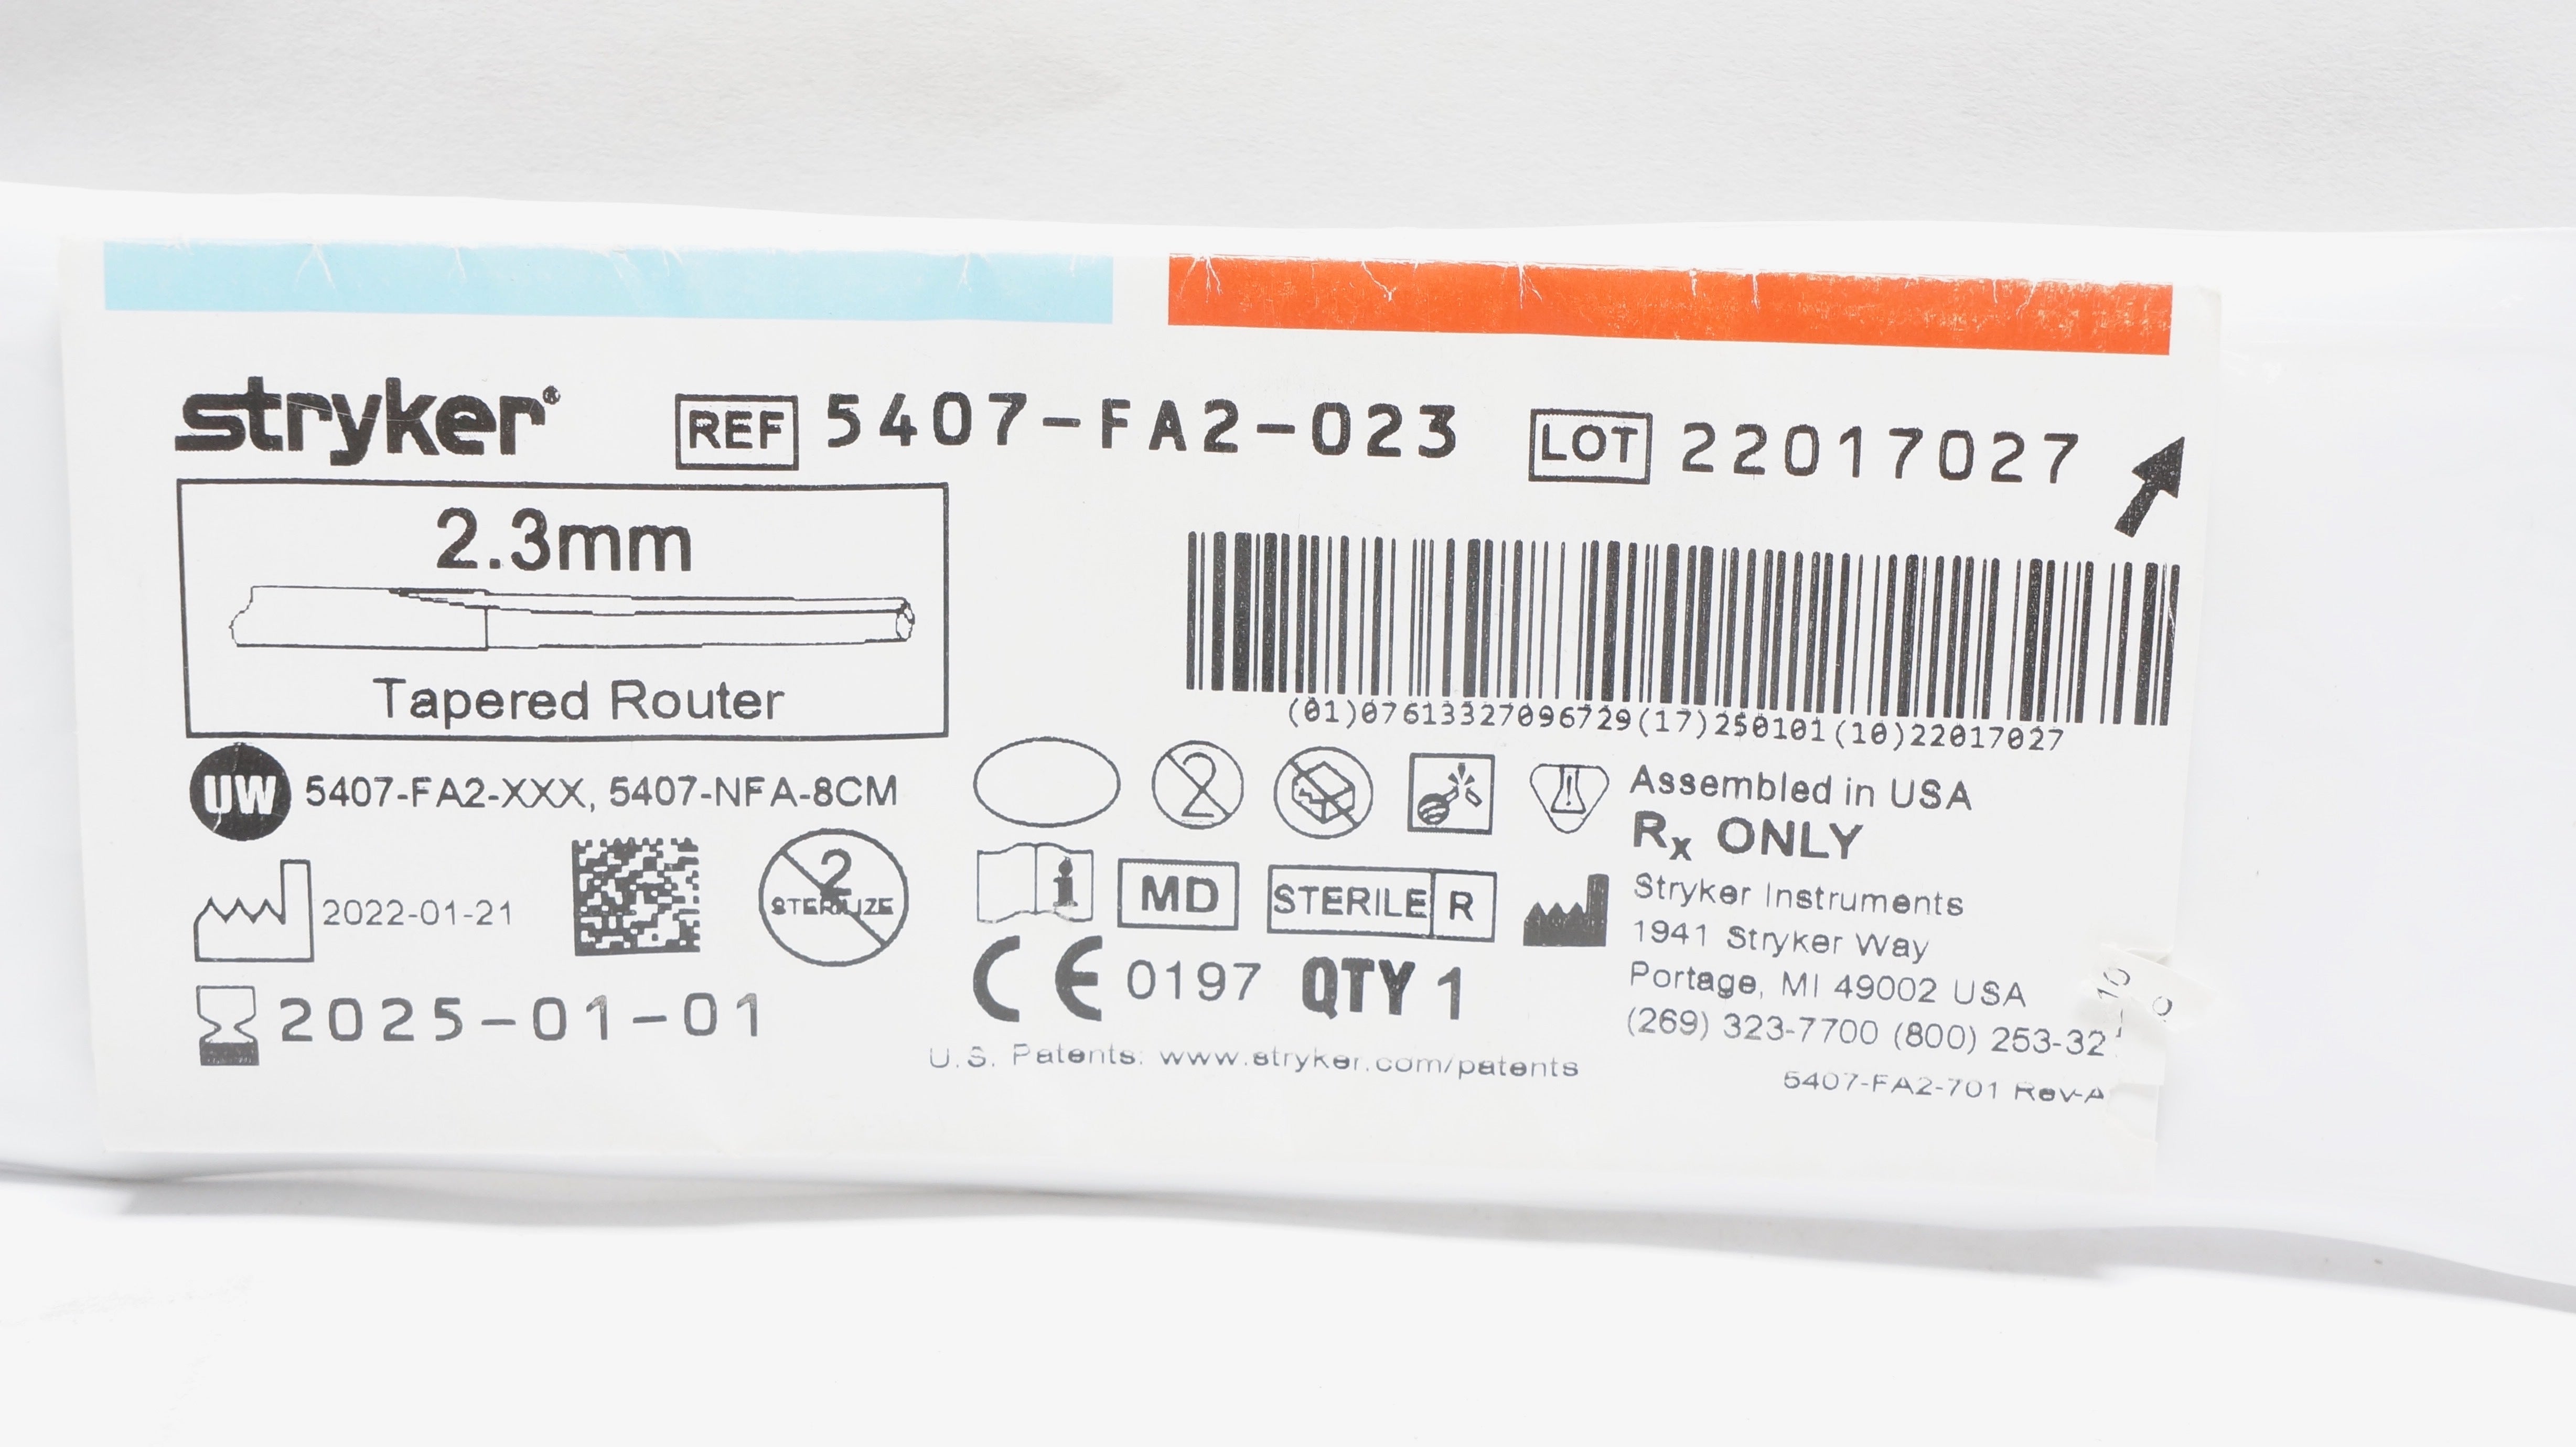 stryker®
REF 5407-FA2-023 LOT 22017027
2.3mm
Tapered Router
(01)07613327096729(17)250101(10)22017027
UW 5407-FA2-XXX, 5407-NFA-8CM
2
Assembled in USA
Rx ONLY
2022-01-21
2
STERILIZE
MD
STERILE R
Stryker Instruments
1941 Stryker Way
Portage, MI 49002 USA
(269) 323-7700 (800) 253-32
2025-01-01
CE 0197 QTY 1
U.S. Patents: www.stryker.com/patents
5407-FA2-701 Rev-A